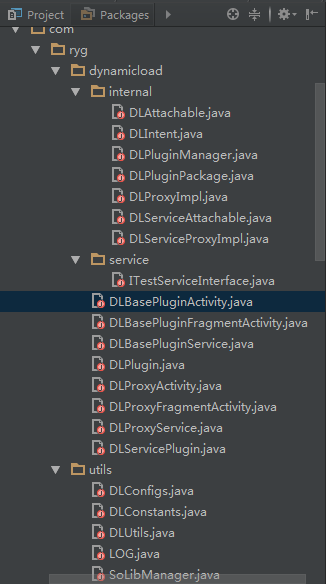 Project Packages
com
ryg
dynamicload
internal
DLAttachable.java
DLIntent.java
DLPluginManager.java
DLPluginPackage.java
DLProxyImpl.java
DLServiceAttachable.java
DLServiceProxyImpl.java
service
ITestServiceInterface.java
DLBasePluginActivity.java
DLBasePluginFragmentActivity.java
DLBasePluginService.java
DLPlugin.java
DLProxyActivity.java
DLProxyFragmentActivity.java
DLProxyService.java
DLServicePlugin.java
utils
DLConfigs.java
DLConstants.java
DLUtils.java
LOG.java
SoLibManager.java